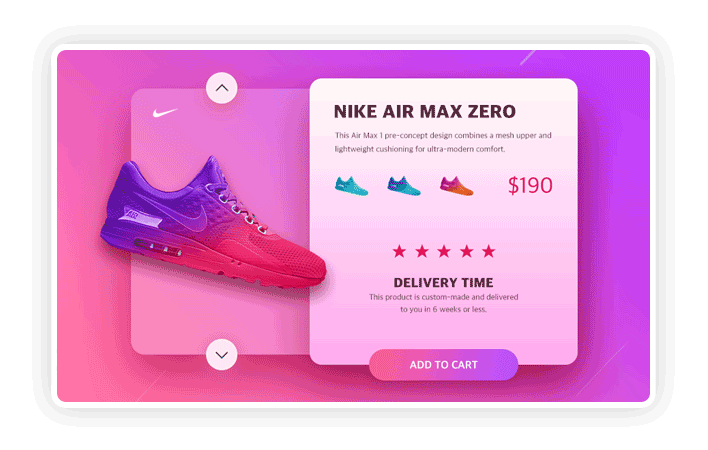 NIKE AIR MAX ZERO
This Air Max 1 pre-concept design combines a mesh upper and
lightweight cushioning for ultra-modern comfort.
$190
DELIVERY TIME
This product is custom-made and delivered
to you in 6 weeks or less.
ADD TO CART